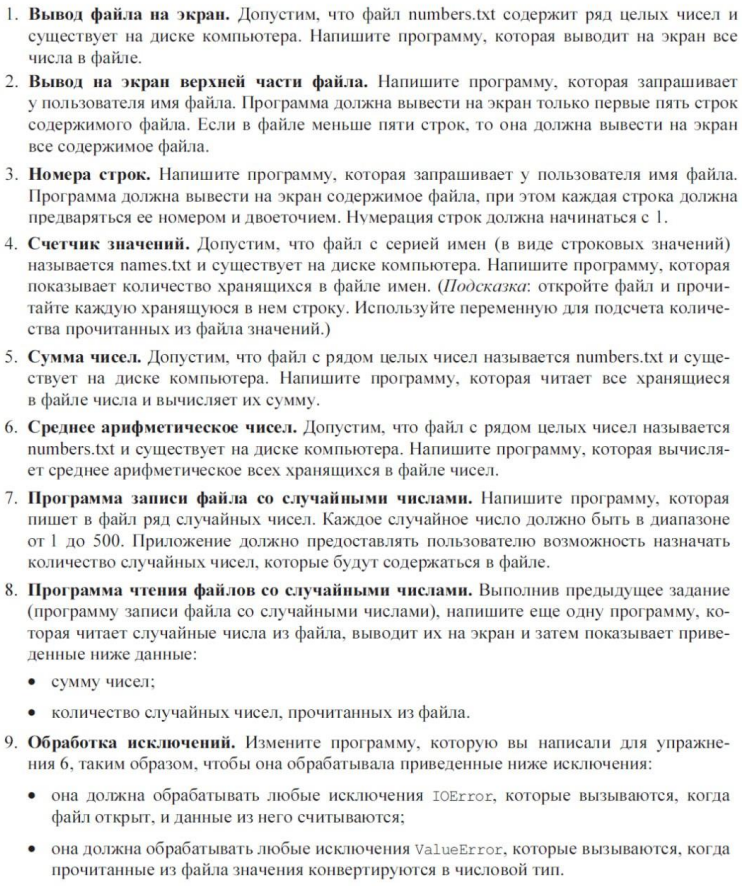 1. Вывод файла на экран. Допустим, что файл numbers.txt содержит ряд целых чисел и
существует на диске компьютера. Напишите программу, которая выводит на экран все
числа в файле.
2. Вывод на экран верхней части файла. Напишите программу, которая запрашивает
у пользователя имя файла. Программа должна вывести на экран только первые пять строк
содержимого файла. Если в файле меньше пяти строк, то она должна вывести на экран
все содержимое файла.
3. Номера строк. Напишите программу, которая запрашивает у пользователя имя файла.
Программа должна вывести на экран содержимое файла, при этом каждая строка должна
предваряться ее номером и двоеточием. Нумерация строк должна начинаться с 1.
4. Счетчик значений. Допустим, что файл с серией имен (в виде строковых значений)
называется names.txt и существует на диске компьютера. Напишите программу, которая
показывает количество хранящихся в файле имен. (Подсказка: откройте файл и прочи-
тайте каждую хранящуюся в нем строку. Используйте переменную для подсчета количе-
ства прочитанных из файла значений.)
5. Сумма чисел. Допустим, что файл с рядом целых чисел называется numbers.txt и суще-
ствует на диске компьютера. Напишите программу, которая читает все хранящиеся
в файле числа и вычисляет их сумму.
6. Среднее арифметическое чисел. Допустим, что файл с рядом целых чисел называется
numbers.txt и существует на диске компьютера. Напишите программу, которая вычисля-
ет среднее арифметическое всех хранящихся в файле чисел.
7. Программа записи файла со случайными числами. Напишите программу, которая
пишет в файл ряд случайных чисел. Каждое случайное число должно быть в диапазоне
от 1 до 500. Приложение должно предоставлять пользователю возможность назначать
количество случайных чисел, которые будут содержаться в файле.
8. Программа чтения файлов со случайными числами. Выполнив предыдущее задание
(программу записи файла со случайными числами), напишите еще одну программу, ко-
торая читает случайные числа из файла, выводит их на экран и затем показывает приве-
денные ниже данные:
• сумму чисел;
• количество случайных чисел, прочитанных из файла.
9. Обработка исключений. Измените программу, которую вы написали для упражне-
ния 6, таким образом, чтобы она обрабатывала приведенные ниже исключения:
• она должна обрабатывать любые исключения IOError, которые вызываются, когда
файл открыт, и данные из него считываются;
• она должна обрабатывать любые исключения ValueError, которые вызываются, когда
прочитанные из файла значения конвертируются в числовой тип.